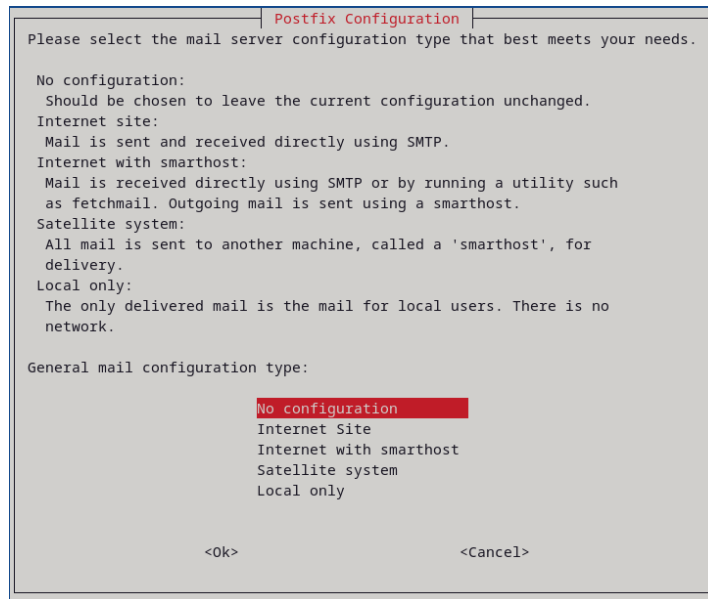 Postfix Configuration
Please select the mail server configuration type that best meets your needs.
No configuration:
Should be chosen to leave the current configuration unchanged.
Internet site:
Mail is sent and received directly using SMTP.
Internet with smarthost:
Mail is received directly using SMTP or by running a utility such
as fetchmail. Outgoing mail is sent using a smarthost.
Satellite system:
All mail is sent to another machine, called a 'smarthost', for
delivery.
Local only:
The only delivered mail is the mail for local users. There is no
network.
General mail configuration type:
No configuration
Internet Site
Internet with smarthost
Satellite system
Local only
<Ok> <Cancel>